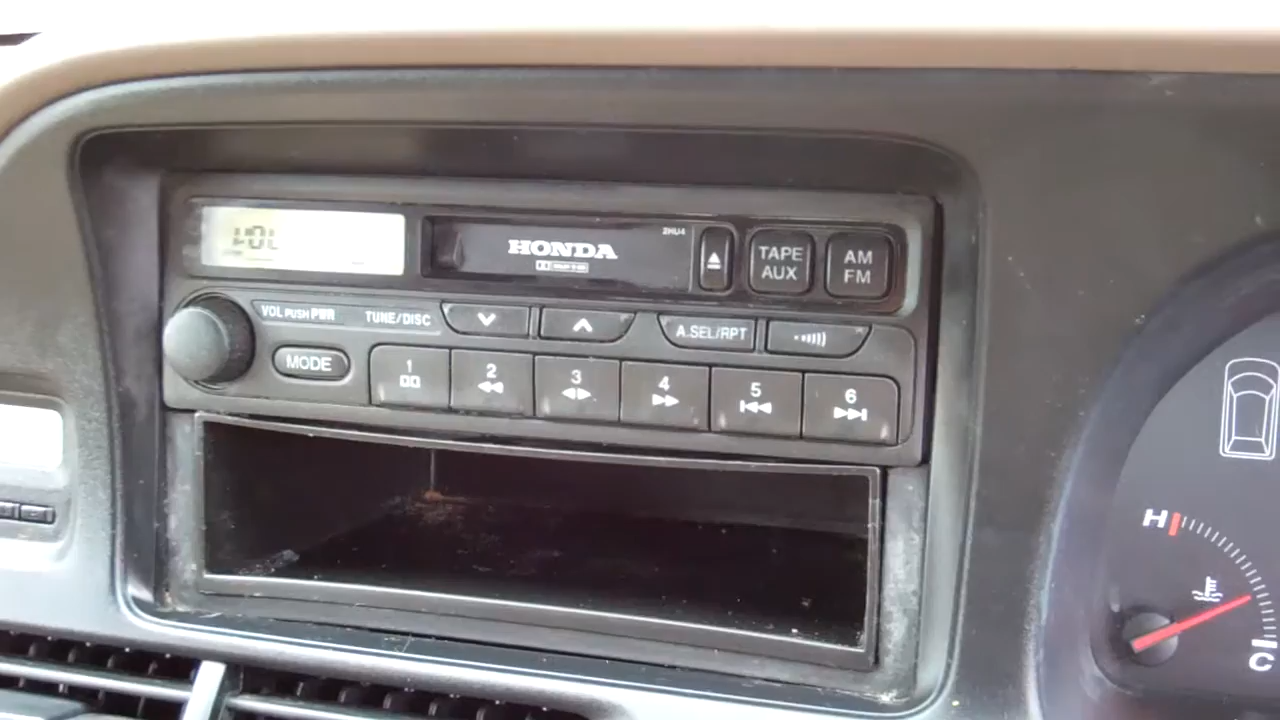 VOL
HONDA
2HU4
TAPE AUX
AM FM
VOL PUSH PWR
TUNE/DISC
A.SEL/RPT
MODE
1
2
3
4
5
6
H
C